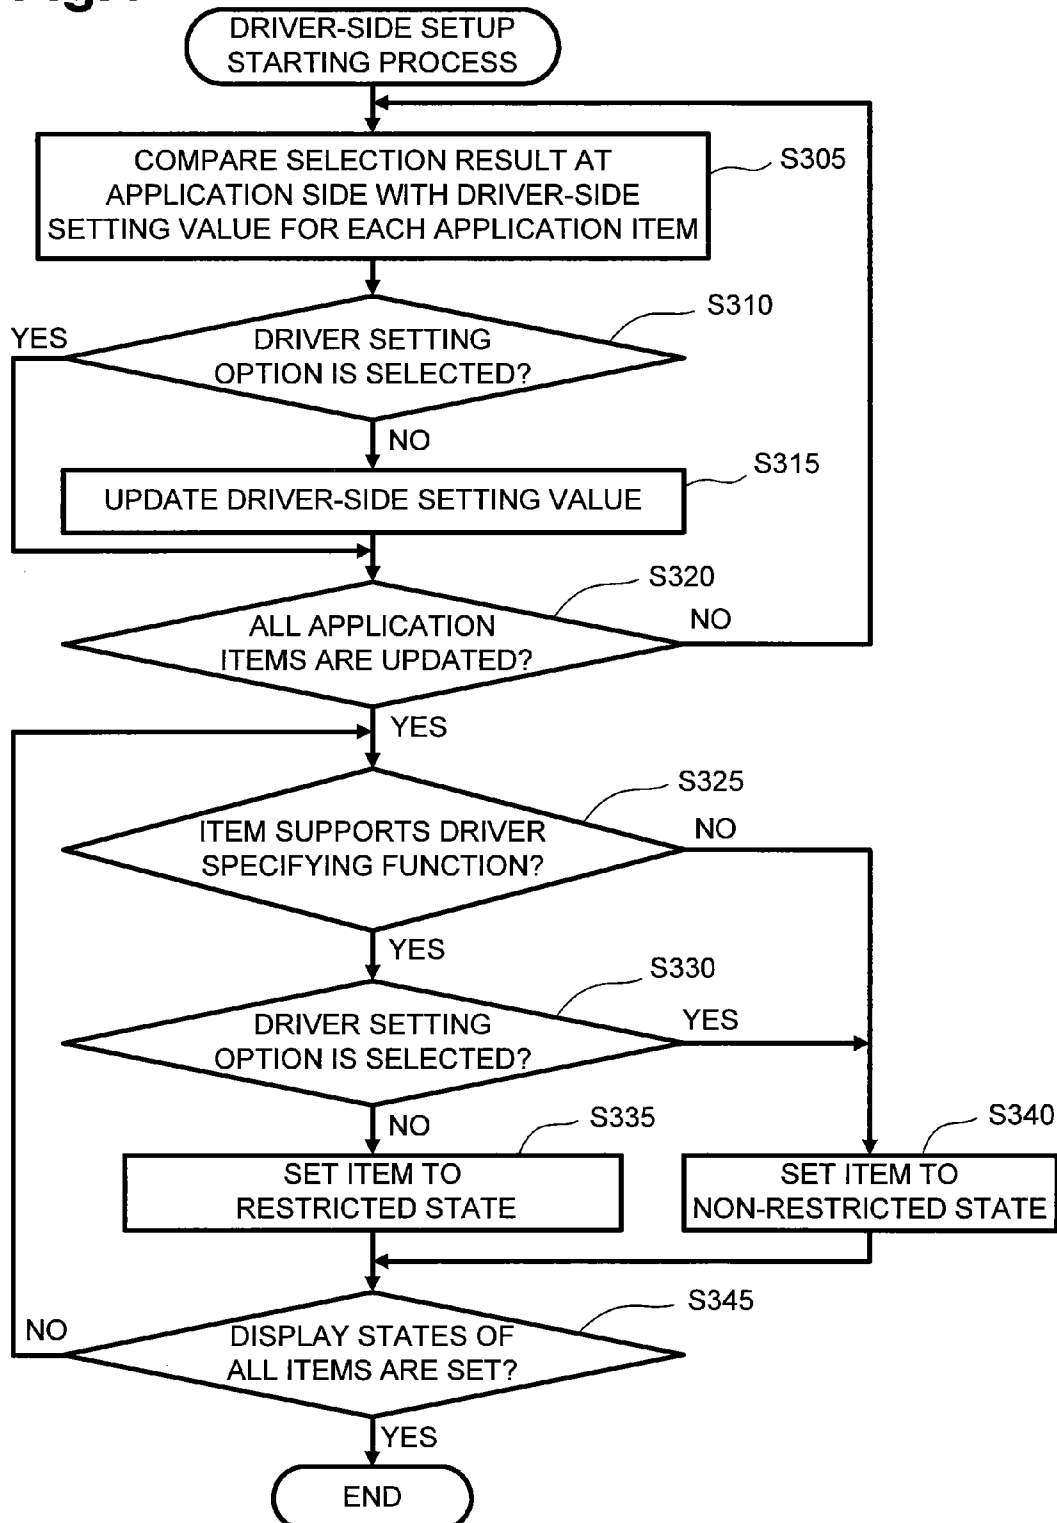 DRIVER-SIDE SETUP
STARTING PROCESS
COMPARE SELECTION RESULT AT
APPLICATION SIDE WITH DRIVER-SIDE
SETTING VALUE FOR EACH APPLICATION ITEM
S305
DRIVER SETTING
OPTION IS SELECTED?
S310
YES
NO
UPDATE DRIVER-SIDE SETTING VALUE
S315
ALL APPLICATION
ITEMS ARE UPDATED?
S320
NO
YES
ITEM SUPPORTS DRIVER
SPECIFYING FUNCTION?
S325
NO
YES
DRIVER SETTING
OPTION IS SELECTED?
S330
YES
NO
SET ITEM TO
RESTRICTED STATE
S335
SET ITEM TO
NON-RESTRICTED STATE
S340
DISPLAY STATES OF
ALL ITEMS ARE SET?
S345
NO
YES
END